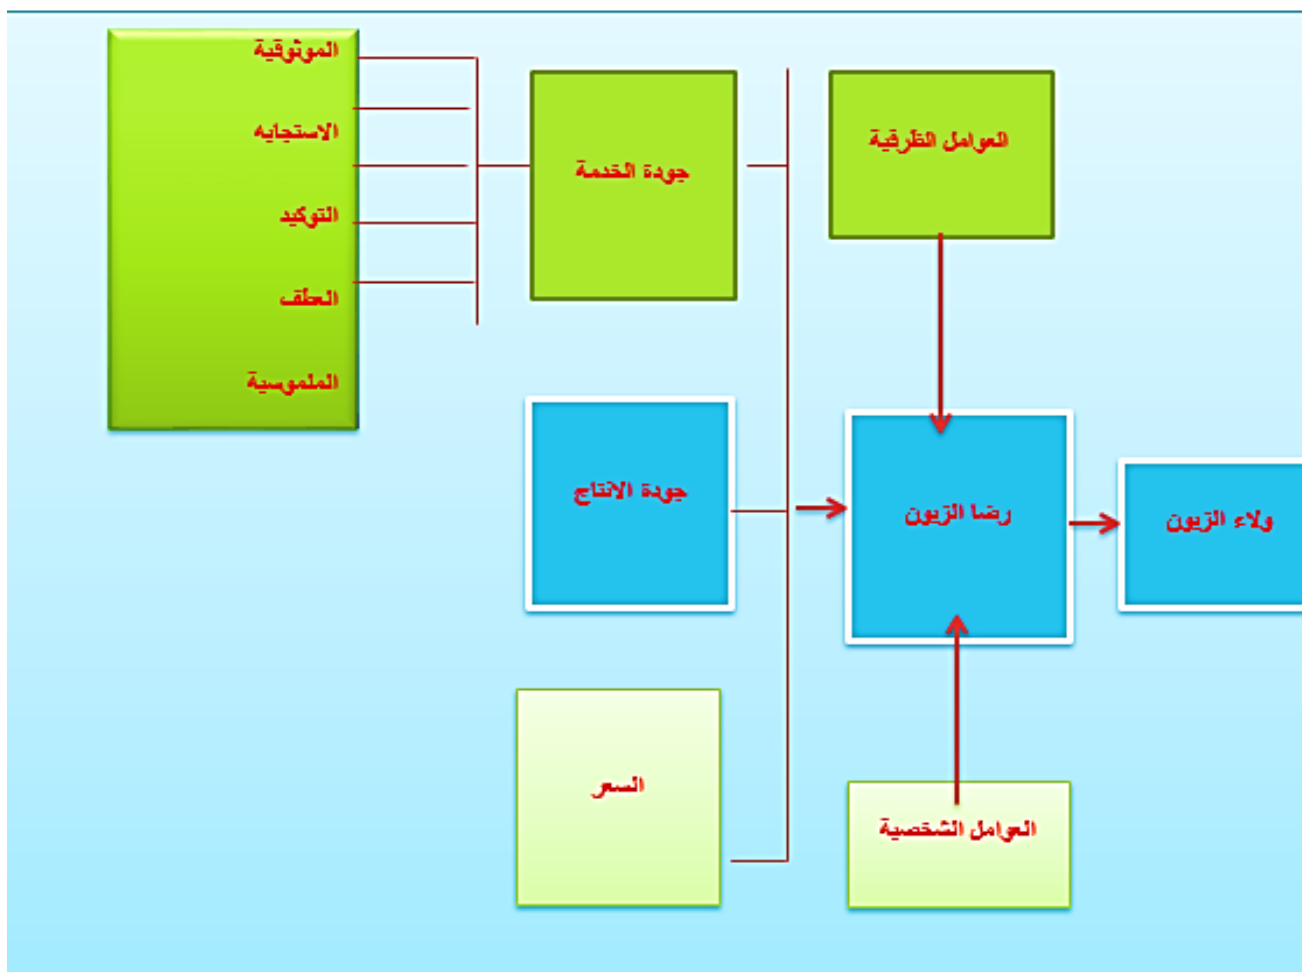 الموثوقية
الاستجابه
التوكيد
العطف
الملموسية
جودة الخدمة
العوامل الظرفية
جودة الانتاج
رضا الزبون
ولاء الزبون
السعر
العوامل الشخصية